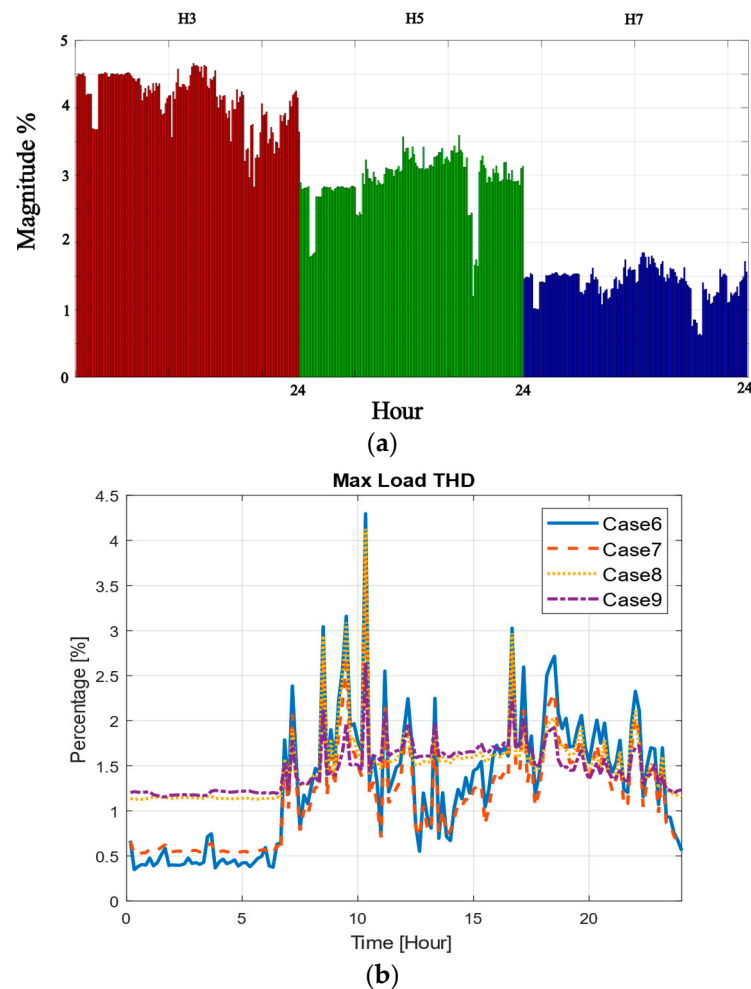 H3 H5 H7
5
4
3
2
1
0
Magnitude %
24 24 24
Hour
(a)
Max Load THD
4.5
4
3.5
3
2.5
2
1.5
1
0.5
0
Percentage [%]
Case6
Case7
Case8
Case9
0 5 10 15 20
Time [Hour]
(b)